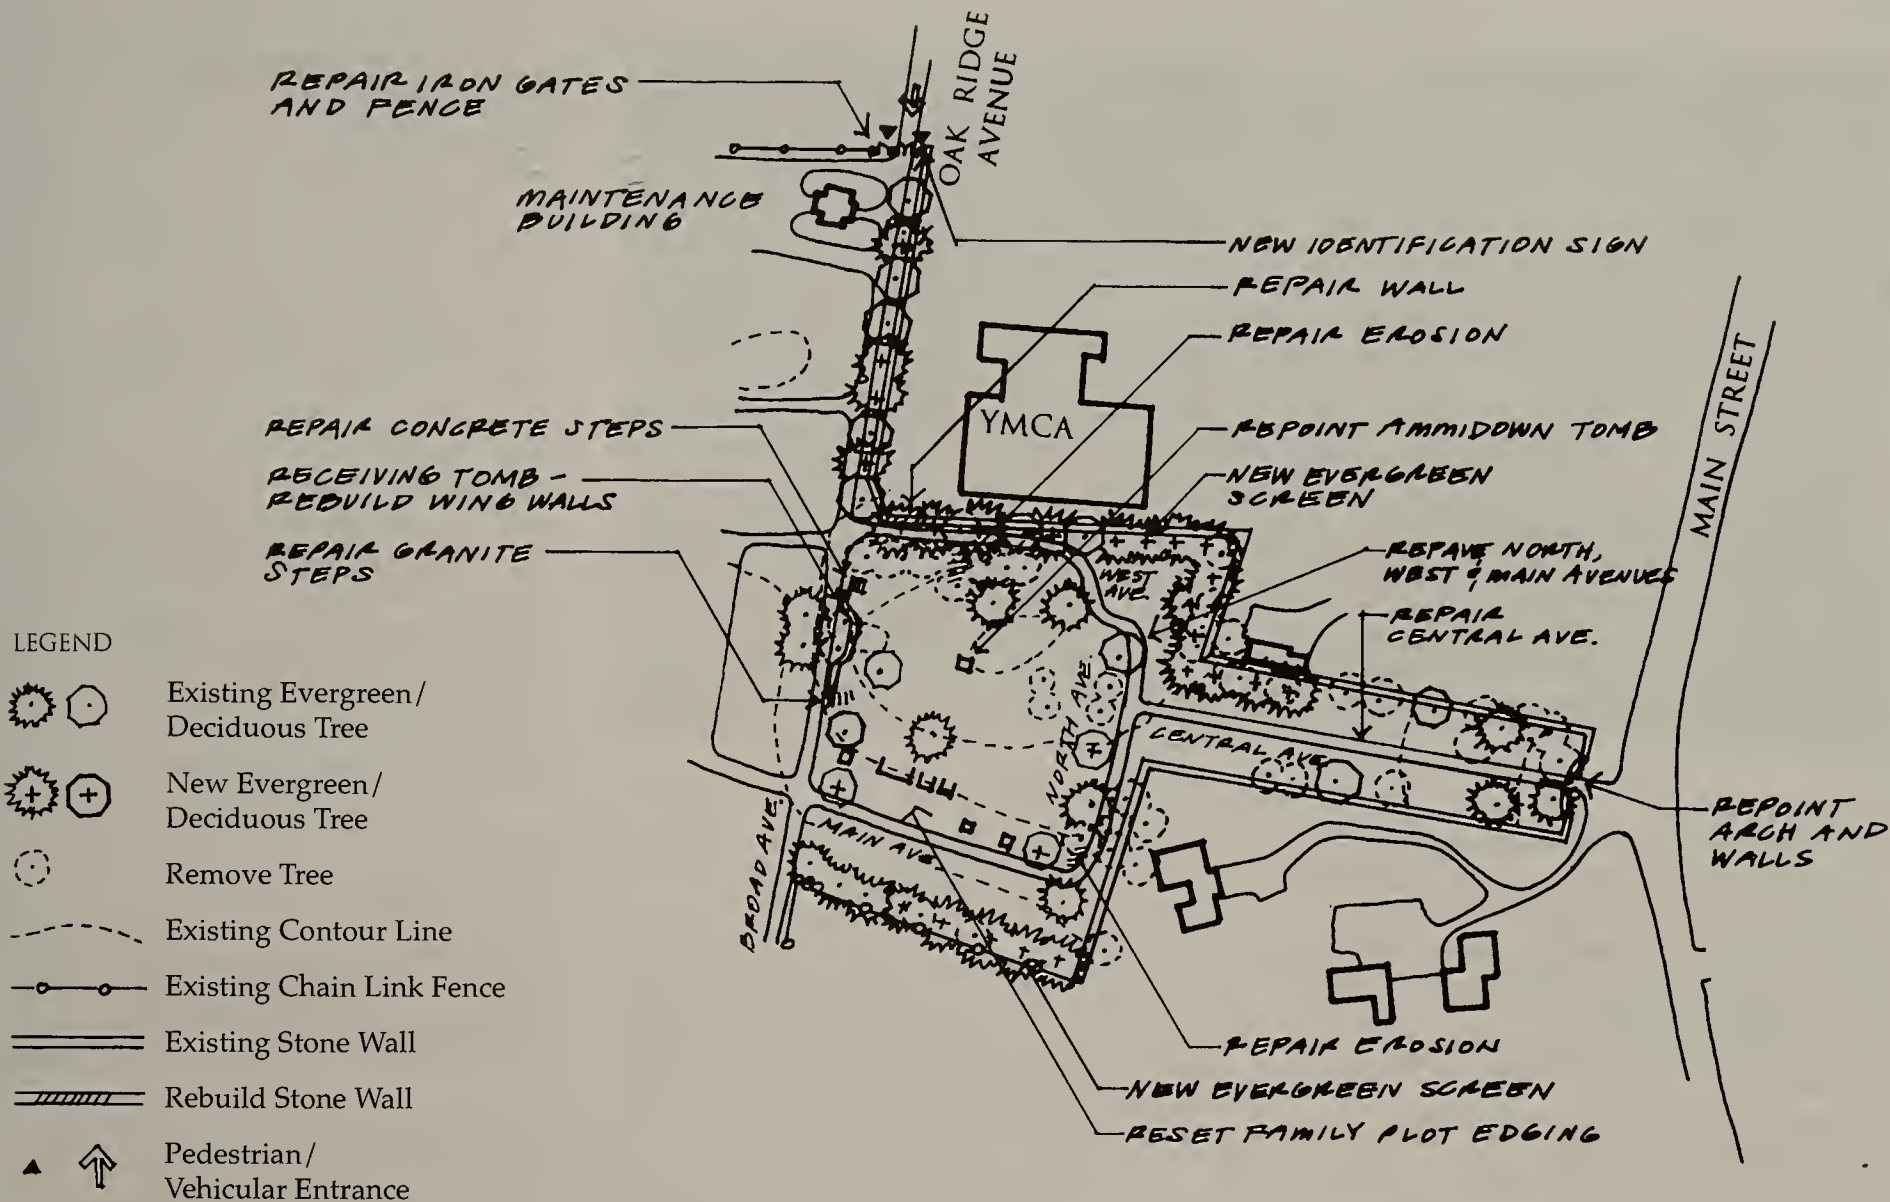 REPAIR IRON GATES
AND FENCE
OAK RIDGE
AVENUE
MAINTENANCE
BUILDING
NEW IDENTIFICATION SIGN
REPAIR WALL
REPAIR EROSION
YMCA
MAIN STREET
REPAIR CONCRETE STEPS
RECEIVING TOMB -
REBUILD WING WALLS
REPAIR GRANITE
STEPS
REPOINT AMMIDOWN TOMB
NEW EVERGREEN
SCREEN
REPAVE NORTH,
WEST & MAIN AVENUES
REPAIR
CENTRAL AVE.
WEST
AVE.
NORTH AVE.
CENTRAL AVE.
MAIN AVE.
BROAD AVE.
REPOINT
ARCH AND
WALLS
REPAIR EROSION
NEW EVERGREEN SCREEN
RESET FAMILY PLOT EDGING
LEGEND
Existing Evergreen/
Deciduous Tree
New Evergreen/
Deciduous Tree
Remove Tree
Existing Contour Line
Existing Chain Link Fence
Existing Stone Wall
Rebuild Stone Wall
Pedestrian/
Vehicular Entrance